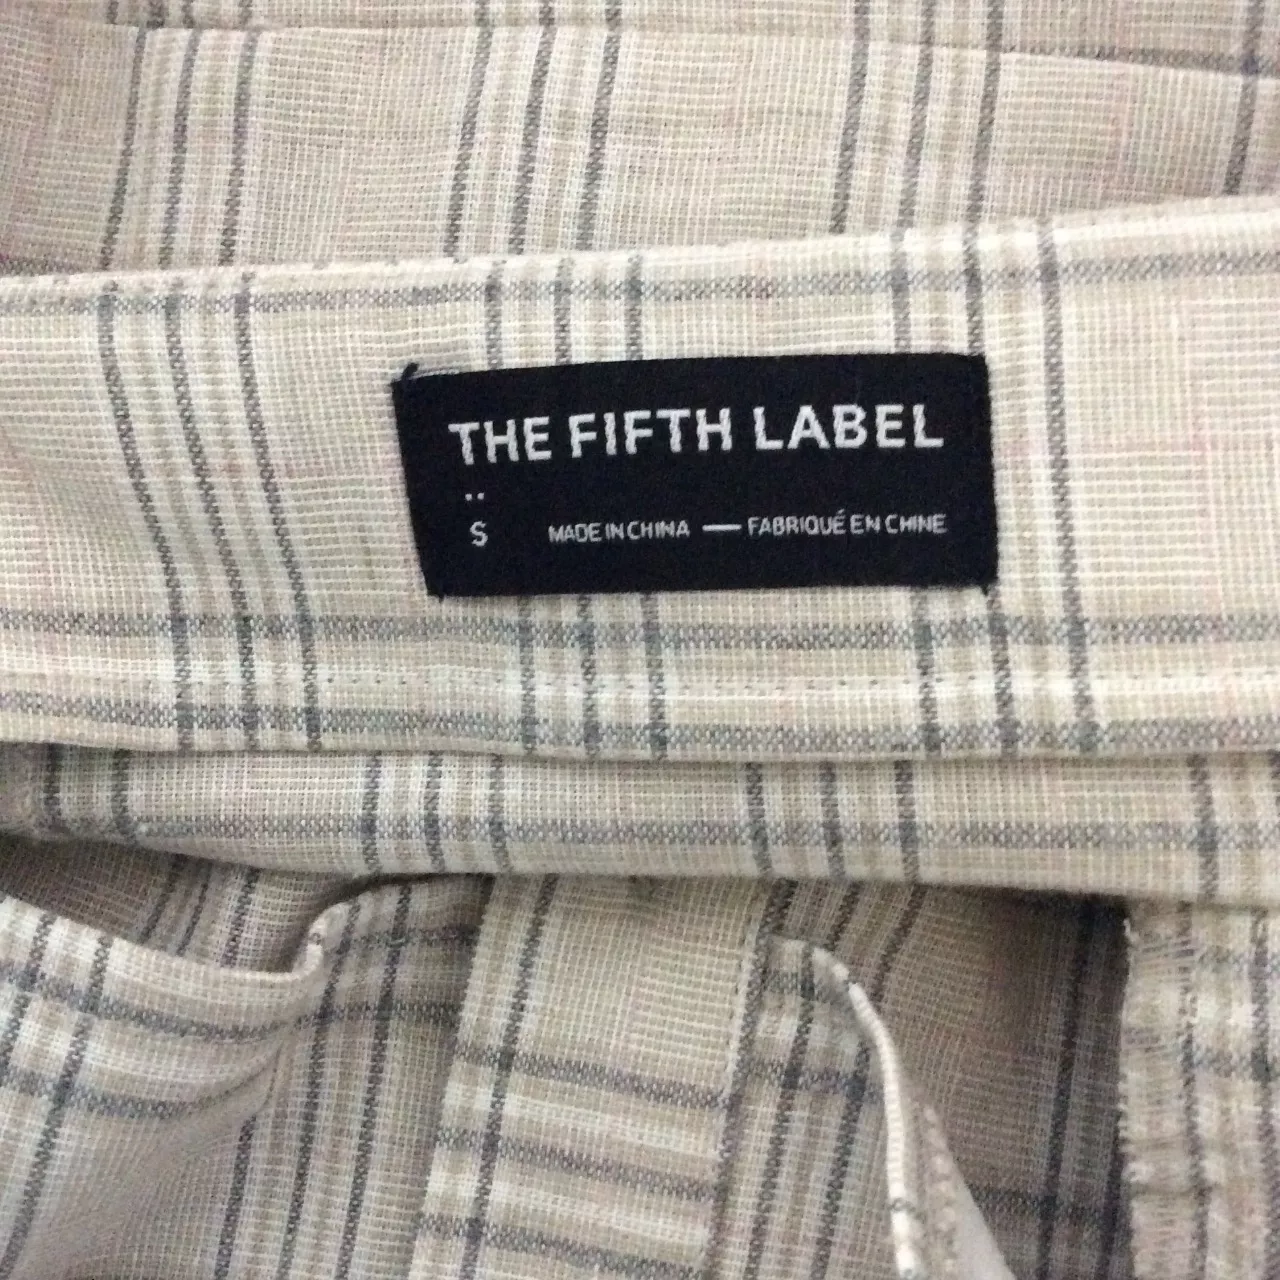 THE FIFTH LABEL
..
S MADE IN CHINA — FABRIQUÉ EN CHINE